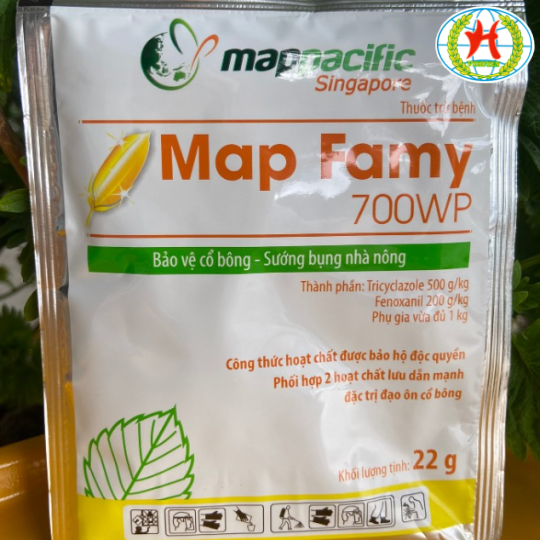 mappacific
Singapore
Thuốc trừ bệnh
Map Famy
700WP
Bảo vệ cổ bông - Sướng bụng nhà nông
Thành phần: Tricyclazole 500 g/kg
Fenoxanil 200 g/kg
Phụ gia vừa đủ 1 kg
Công thức hoạt chất được bảo hộ độc quyền
Phối hợp 2 hoạt chất lưu dẫn mạnh
đặc trị đạo ôn cổ bông
Khối lượng tịnh: 22 g